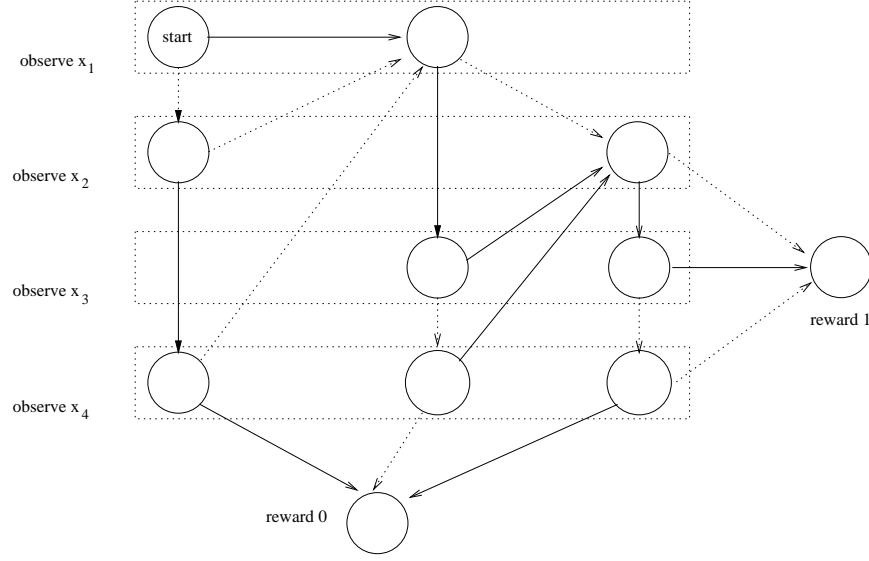 start
observe x1
observe x2
observe x3
reward 1
observe x4
reward 0